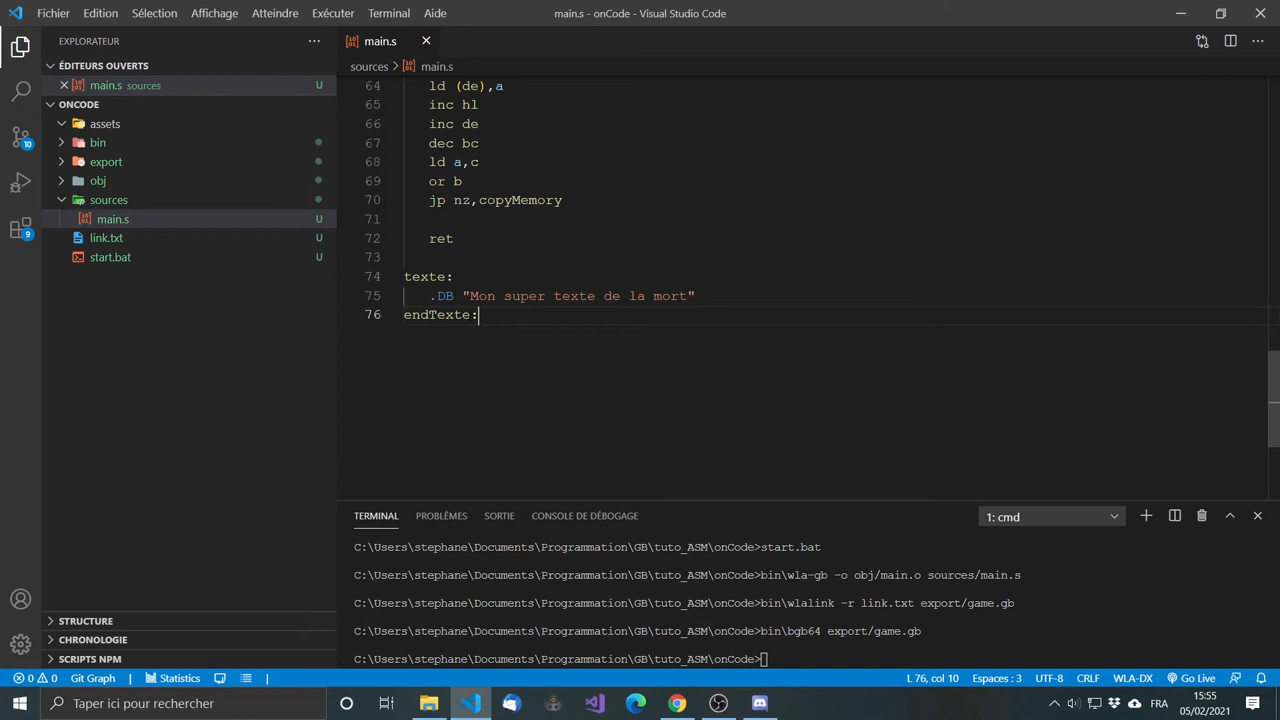 Fichier Edition Sélection Affichage Atteindre Exécuter Terminal Aide main.s - onCode - Visual Studio Code
EXPLORATEUR
ÉDITEURS OUVERTS
main.s sources U
ONCODE
assets
bin
export
obj
sources
main.s U
link.txt U
start.bat U
STRUCTURE
CHRONOLOGIE
SCRIPTS NPM
10
9
main.s
sources > main.s
64 ld (de),a
65 inc hl
66 inc de
67 dec bc
68 ld a,c
69 or b
70 jp nz,copyMemory
71
72 ret
73
74 texte:
75 .DB "Mon super texte de la mort"
76 endTexte:
TERMINAL PROBLÈMES SORTIE CONSOLE DE DÉBOGAGE 1: cmd
C:\Users\stephane\Documents\Programmation\GB\tuto_ASM\onCode>start.bat
C:\Users\stephane\Documents\Programmation\GB\tuto_ASM\onCode>bin\wla-gb -o obj/main.o sources/main.s
C:\Users\stephane\Documents\Programmation\GB\tuto_ASM\onCode>bin\wlalink -r link.txt export/game.gb
C:\Users\stephane\Documents\Programmation\GB\tuto_ASM\onCode>bin\bgb64 export/game.gb
C:\Users\stephane\Documents\Programmation\GB\tuto_ASM\onCode>
0 0 Git Graph Statistics L 76, col 10 Espaces : 3 UTF-8 CRLF WLA-DX Go Live
Taper ici pour rechercher FRA 15:55
05/02/2021